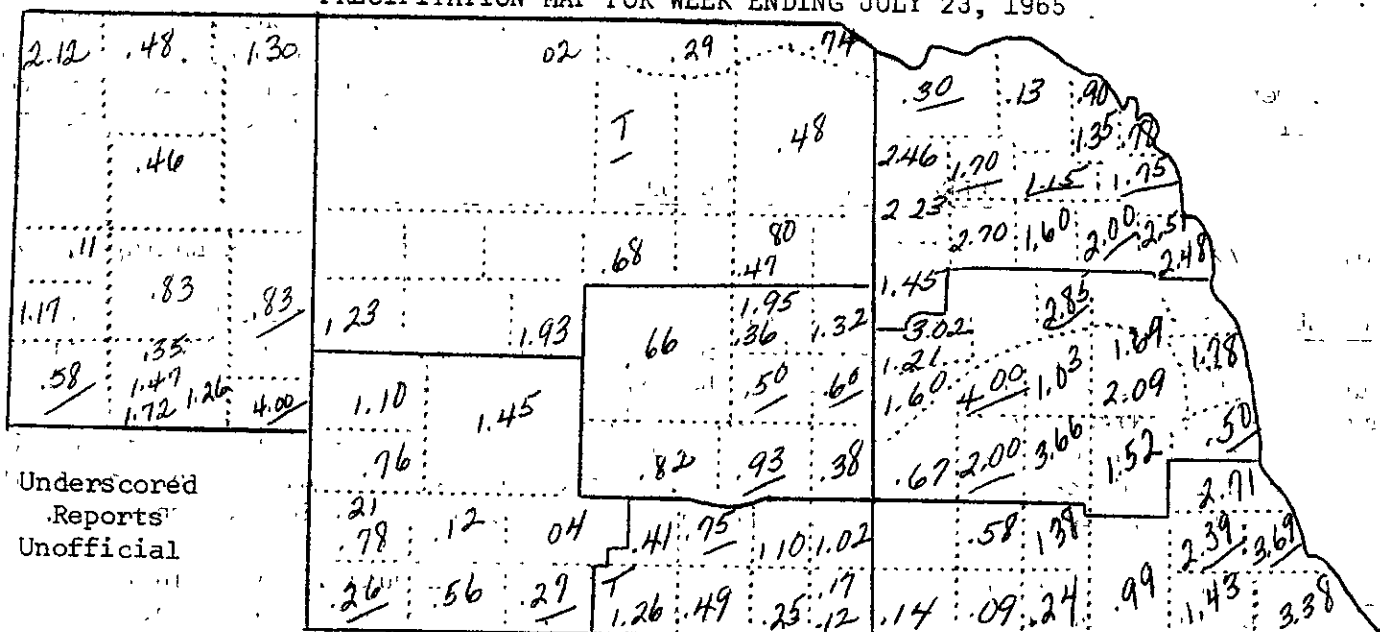 PRECIPITATION MAP FOR WEEK ENDING JULY 23, 1965
2.12 .48 1.30 02 .29 .74
.30 .13 .90
1.35 .78
T .48
.46 2.46 1.70 1.15 1.75
2 23
2.70 1.60 2.00 2.5
.11 .68 80 2.48
.47
1.45
1.17 .83 .83 1.23 1.93 .66 1.95 2.85
.36 1.32 3.02 1.69 1.78
.35 1.21
.58 1.47 1.26 4.00 1.10 1.45 .50 .60 1.60 4.00 1.03 2.09
1.72
.50
.76 .82 .93 .38 .67 2.00 3.66 1.52
2.71
Underscored
Reports
Unofficial
.21
.78 .12 04 .41 .75 1.10 1.02 .58 1.38 2.39 3.69
.26 .56 .27 T 1.26 .49 .25 .17 .14 .09 .24 .99 1.43 3.38
.12